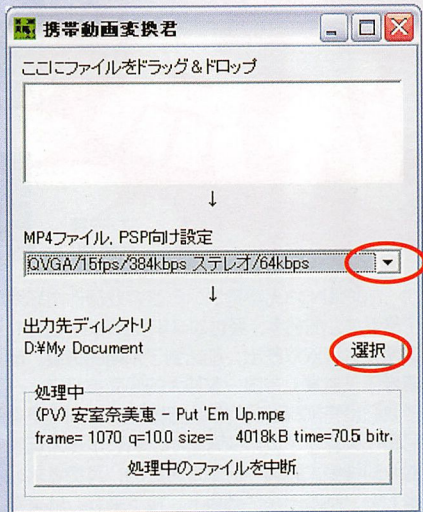 携帯動画変換君
ここにファイルをドラッグ&ドロップ
↓
MP4ファイル, PSP向け設定
QVGA/15fps/384kbps ステレオ/64kbps
↓
出力先ディレクトリ
D:¥My Document
選択
処理中
(PV) 安室奈美恵 - Put 'Em Up.mpg
frame= 1070 q=10.0 size= 4018kB time=70.5 bitr.
処理中のファイルを中断